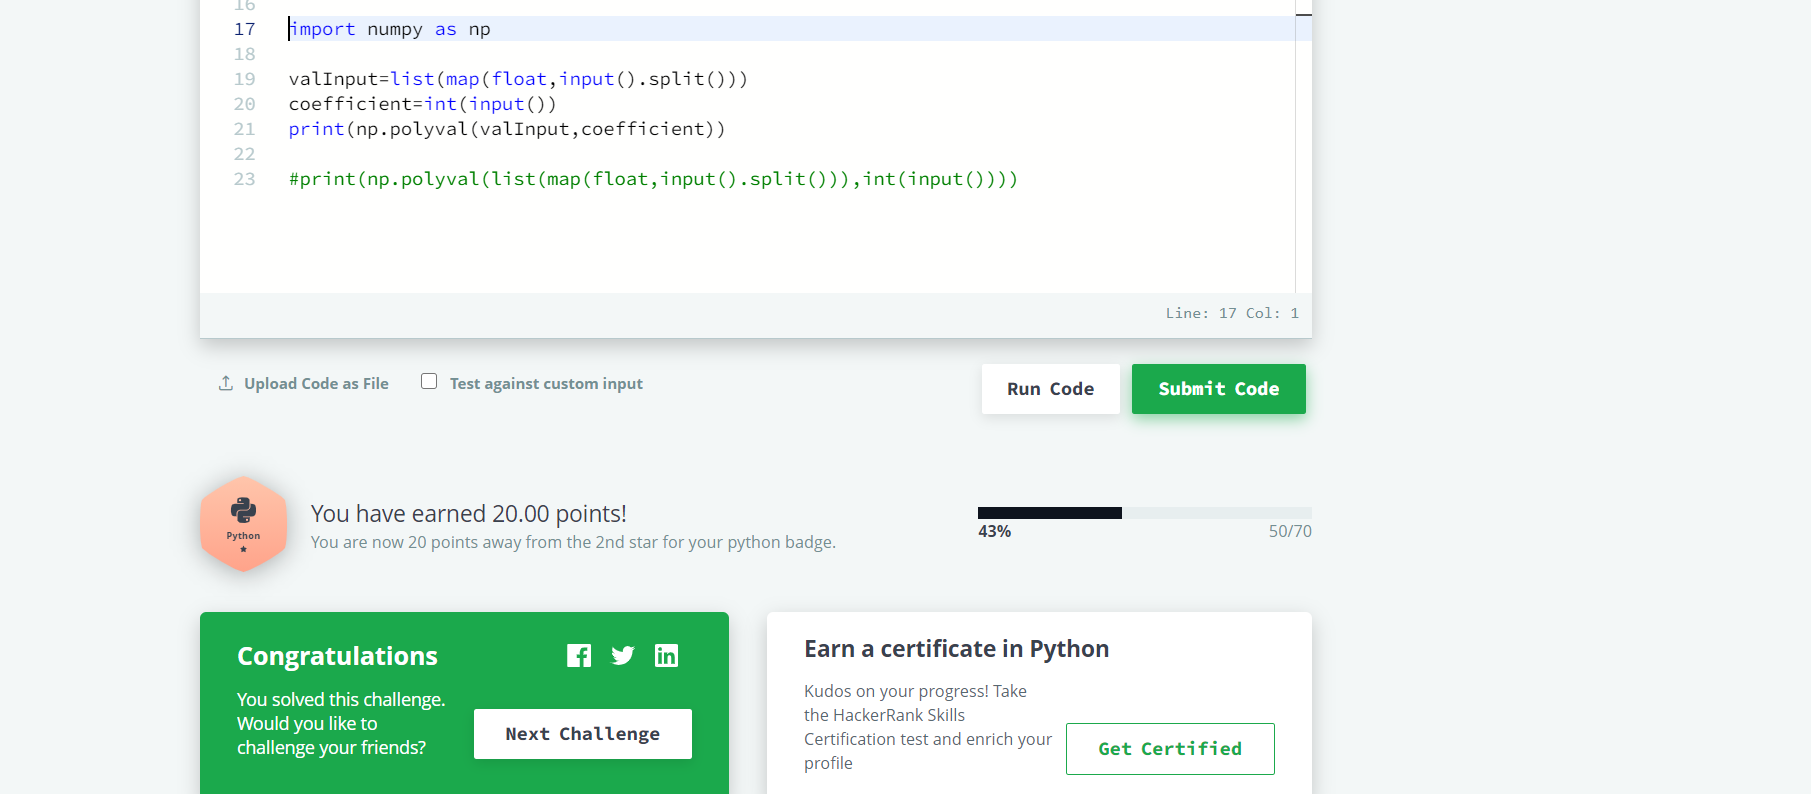 16
17 import numpy as np
18
19 valInput=list(map(float,input().split()))
20 coefficient=int(input())
21 print(np.polyval(valInput,coefficient))
22
23 #print(np.polyval(list(map(float,input().split())),int(input())))
Line: 17 Col: 1
Upload Code as File
Test against custom input
Run Code
Submit Code
Python
You have earned 20.00 points!
You are now 20 points away from the 2nd star for your python badge.
43%
50/70
Congratulations
You solved this challenge.
Would you like to
challenge your friends?
Next Challenge
Earn a certificate in Python
Kudos on your progress! Take
the HackerRank Skills
Certification test and enrich your
profile
Get Certified